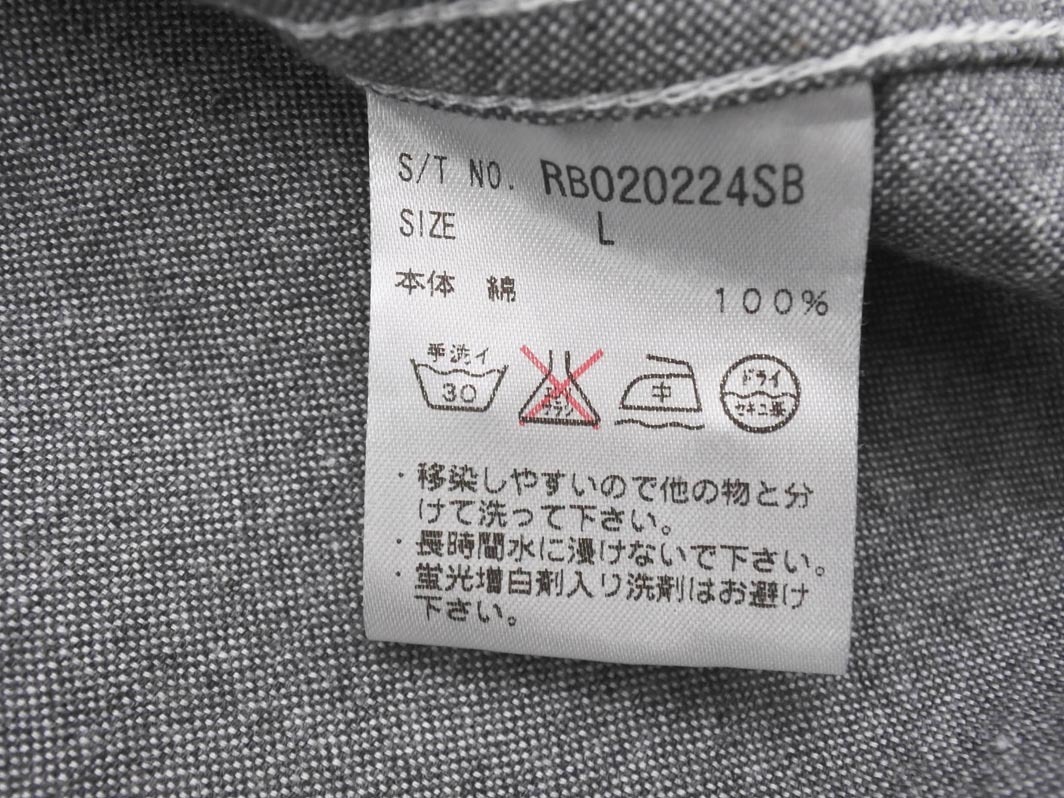 S/T NO. RB020224SB
SIZE L
本体 綿 100%
手洗イ
30
エンソ
サラシ
中
ドライ
セキユ系
・移染しやすいので他の物と分
けて洗って下さい。
・長時間水に浸けないで下さい。
・蛍光増白剤入り洗剤はお避け
下さい。